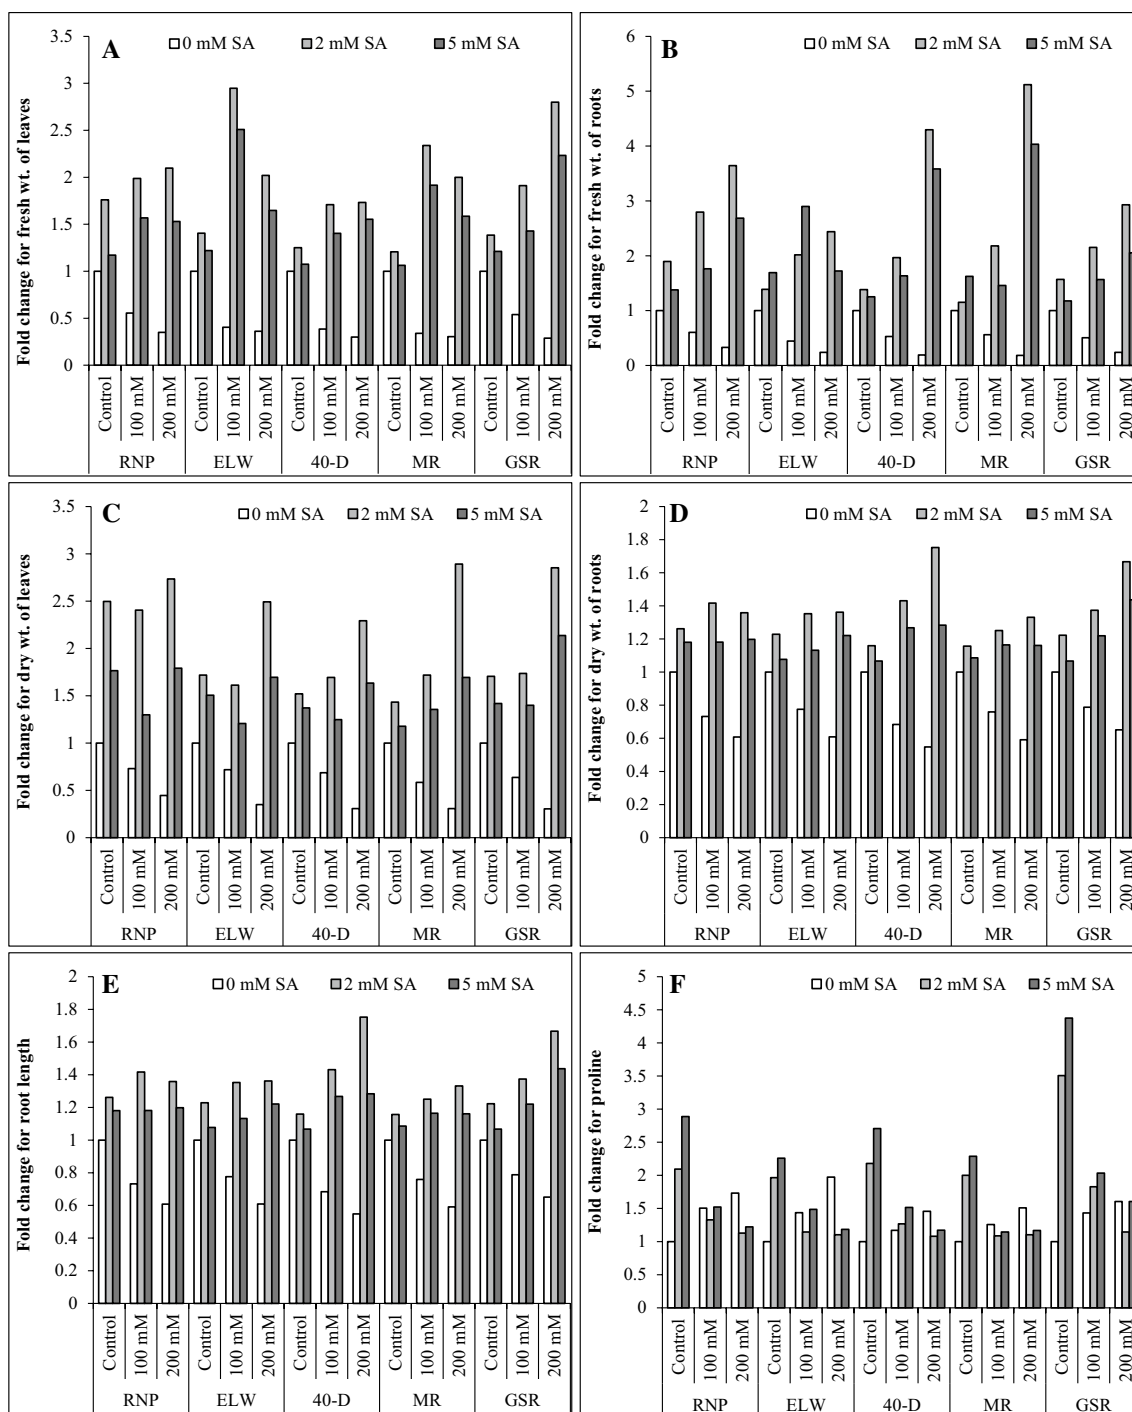 A
0 mM SA 2 mM SA 5 mM SA
Fold change for fresh wt. of leaves
3.5
3
2.5
2
1.5
1
0.5
0
Control 100 mM 200 mM Control 100 mM 200 mM Control 100 mM 200 mM Control 100 mM 200 mM Control 100 mM 200 mM
RNP ELW 40-D MR GSR
B
0 mM SA 2 mM SA 5 mM SA
Fold change for fresh wt. of roots
6
5
4
3
2
1
0
Control 100 mM 200 mM Control 100 mM 200 mM Control 100 mM 200 mM Control 100 mM 200 mM Control 100 mM 200 mM
RNP ELW 40-D MR GSR
C
0 mM SA 2 mM SA 5 mM SA
Fold change for dry wt. of leaves
3.5
3
2.5
2
1.5
1
0.5
0
Control 100 mM 200 mM Control 100 mM 200 mM Control 100 mM 200 mM Control 100 mM 200 mM Control 100 mM 200 mM
RNP ELW 40-D MR GSR
D
0 mM SA 2 mM SA 5 mM SA
Fold change for dry wt. of roots
2
1.8
1.6
1.4
1.2
1
0.8
0.6
0.4
0.2
0
Control 100 mM 200 mM Control 100 mM 200 mM Control 100 mM 200 mM Control 100 mM 200 mM Control 100 mM 200 mM
RNP ELW 40-D MR GSR
E
0 mM SA 2 mM SA 5 mM SA
Fold change for root length
2
1.8
1.6
1.4
1.2
1
0.8
0.6
0.4
0.2
0
Control 100 mM 200 mM Control 100 mM 200 mM Control 100 mM 200 mM Control 100 mM 200 mM Control 100 mM 200 mM
RNP ELW 40-D MR GSR
F
0 mM SA 2 mM SA 5 mM SA
Fold change for proline
5
4.5
4
3.5
3
2.5
2
1.5
1
0.5
0
Control 100 mM 200 mM Control 100 mM 200 mM Control 100 mM 200 mM Control 100 mM 200 mM Control 100 mM 200 mM
RNP ELW 40-D MR GSR